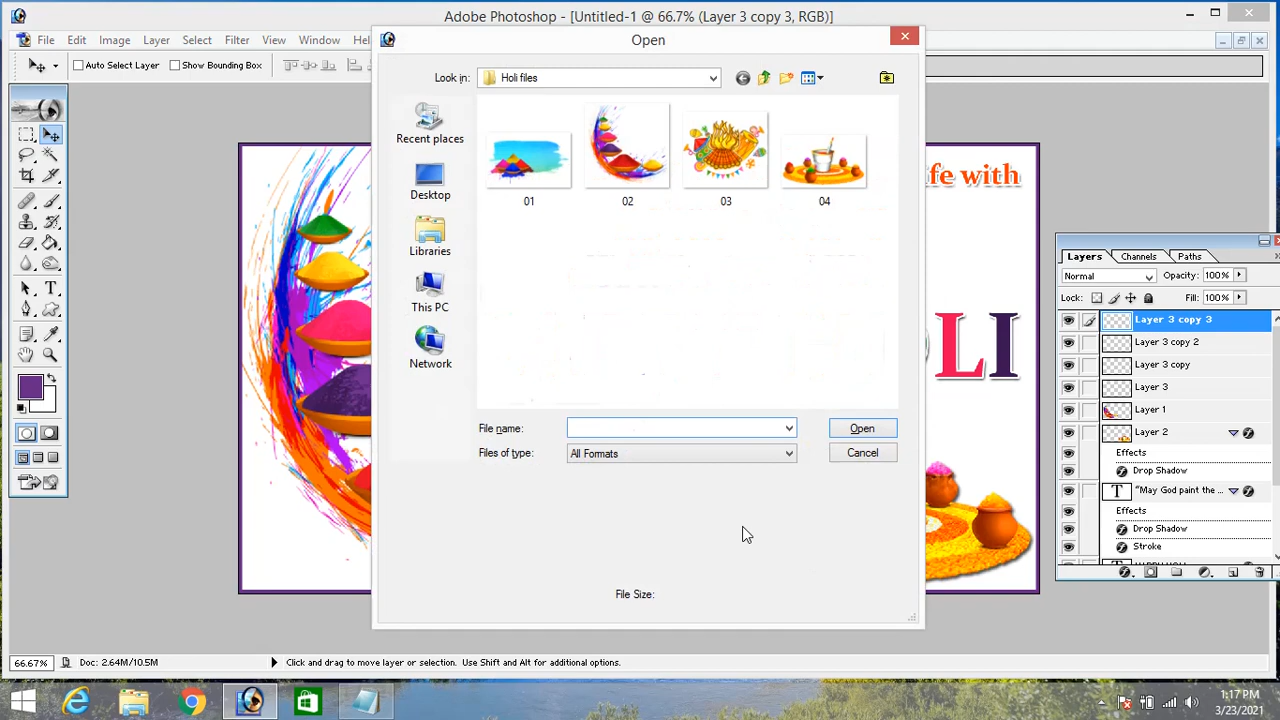 Adobe Photoshop - [Untitled-1 @ 66.7% (Layer 3 copy 3, RGB)]
File Edit Image Layer Select Filter View Window
Auto Select Layer Show Bounding Box
Open
Look in: Holi files
Recent places
Desktop
Libraries
This PC
Network
01 02 03 04
File name: Open
Files of type: All Formats Cancel
File Size:
fe with
LI
Layers Channels Paths
Normal Opacity: 100%
Lock: Fill: 100%
Layer 3 copy 3
Layer 3 copy 2
Layer 3 copy
Layer 3
Layer 1
Layer 2
Effects
Drop Shadow
T "May God paint the ...
Effects
Drop Shadow
Stroke
66.67% Doc: 2.64M/10.5M Click and drag to move layer or selection. Use Shift and Alt for additional options.
1:17 PM
3/23/2021